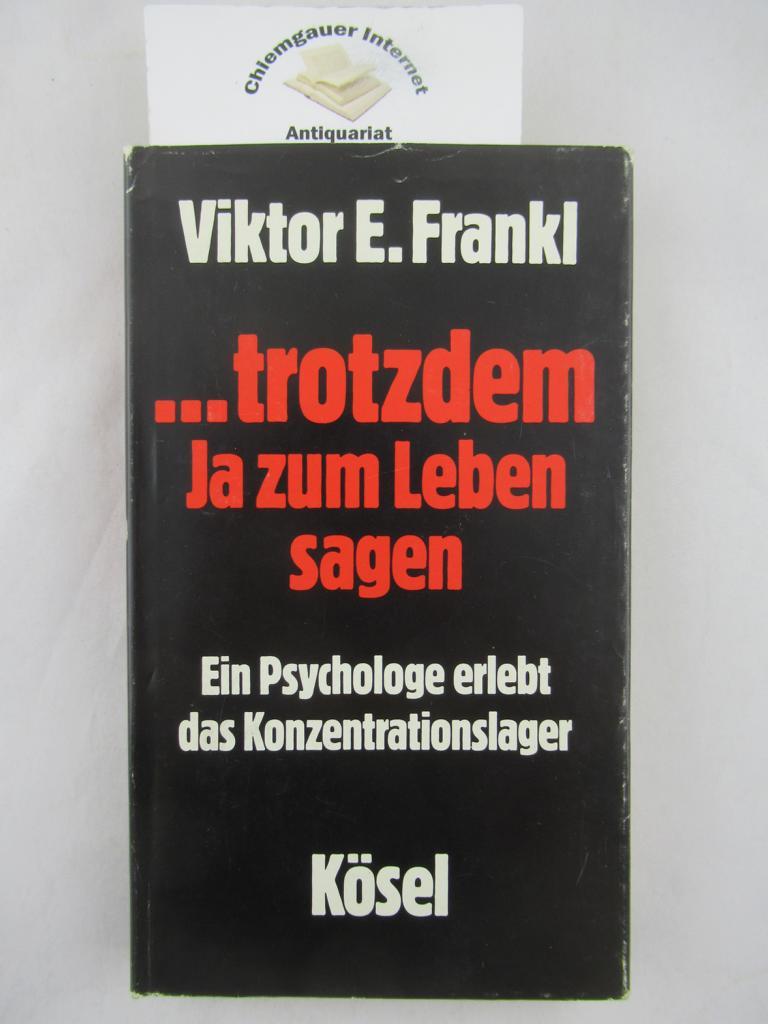 Chiemgauer Internet
Antiquariat
Viktor E. Frankl
...trotzdem
Ja zum Leben
sagen
Ein Psychologe erlebt
das Konzentrationslager
Kösel